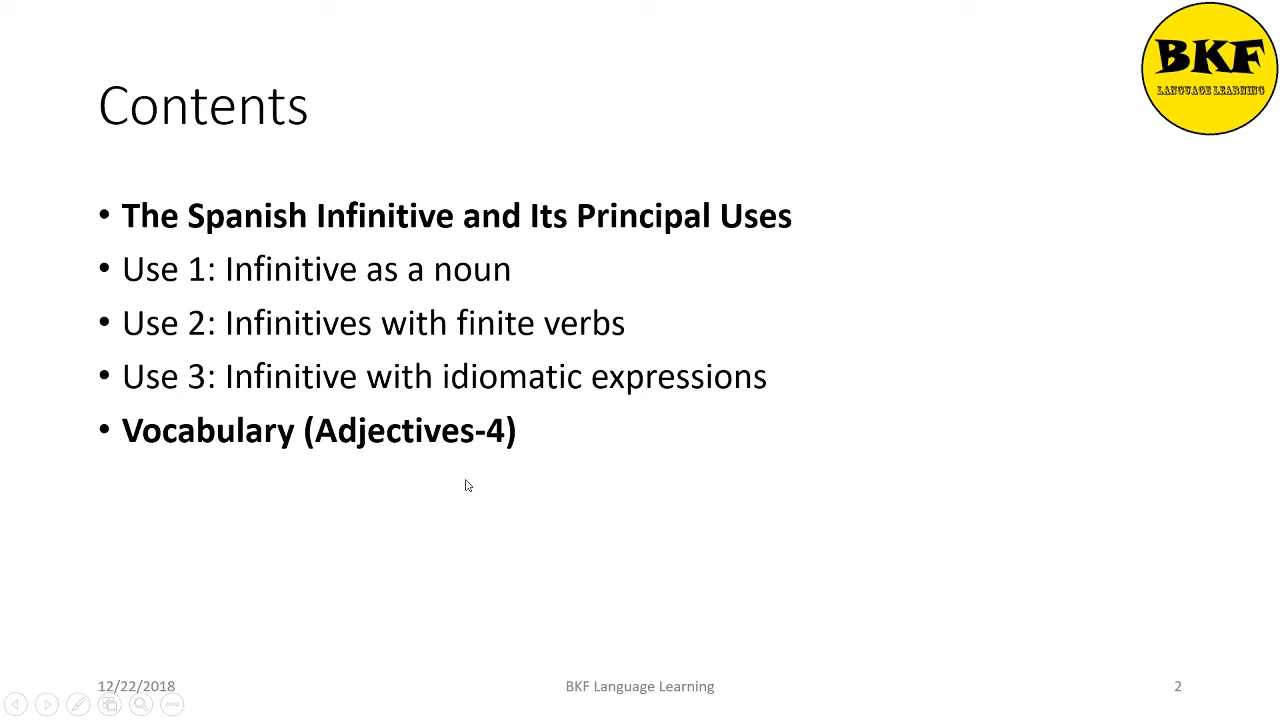 BKF
LANGUAGE LEARNING
Contents
• The Spanish Infinitive and Its Principal Uses
• Use 1: Infinitive as a noun
• Use 2: Infinitives with finite verbs
• Use 3: Infinitive with idiomatic expressions
• Vocabulary (Adjectives-4)
12/22/2018
BKF Language Learning
2